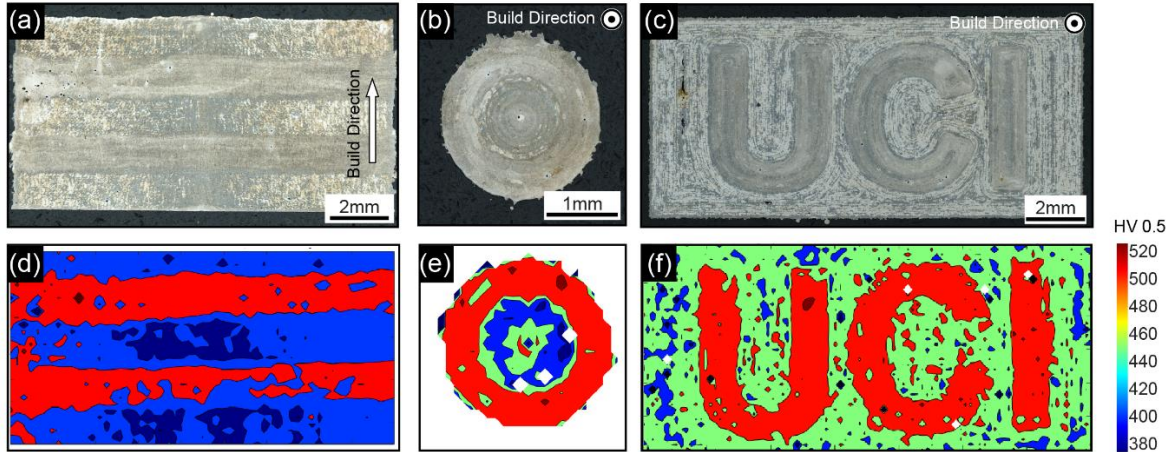 (a)
Build Direction
2mm
(b)
Build Direction
1mm
(c)
Build Direction
UCI
2mm
(d)
(e)
(f)
UCI
HV 0.5
520
500
480
460
440
420
400
380